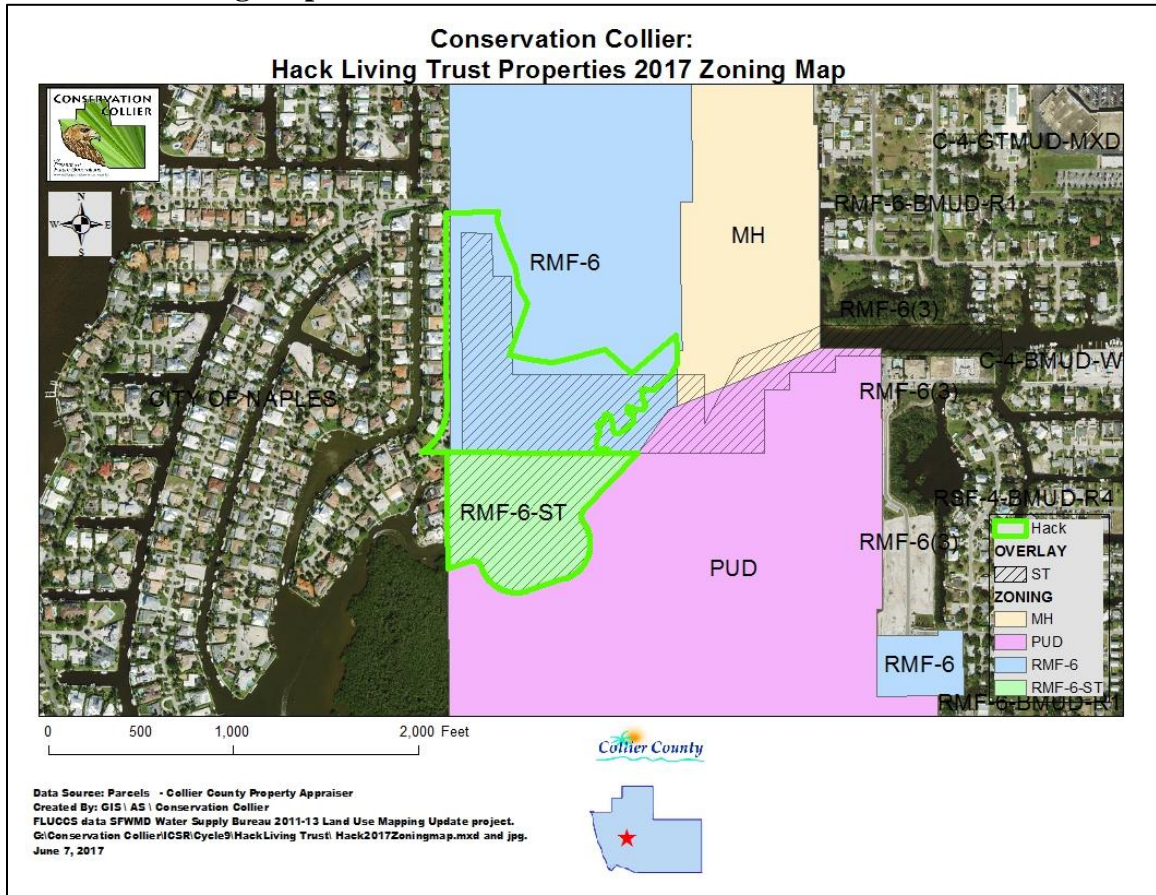 Conservation Collier:
Hack Living Trust Properties 2017 Zoning Map
CONSERVATION
COLLIER
N
W E
S
C-4-GTMUD-MXD
RMF-6-BMUD-R1
MH
RMF-6
RMF-6(3)
C-4-BMUD-W
RMF-6(3)
CITY OF NAPLES
RSF-4-BMUD-R4
RMF-6-ST
RMF-6(3)
PUD
RMF-6
RMF-6-BMUD-R1
Hack
OVERLAY
ST
ZONING
MH
PUD
RMF-6
RMF-6-ST
0 500 1,000 2,000 Feet
Collier County
Data Source: Parcels - Collier County Property Appraiser
Created By: GIS \ AS \ Conservation Collier
FLUCCS data SFWMD Water Supply Bureau 2011-13 Land Use Mapping Update project.
G:\Conservation Collier\ICSR\Cycle9\HackLiving Trust\ Hack2017Zoningmap.mxd and jpg.
June 7, 2017